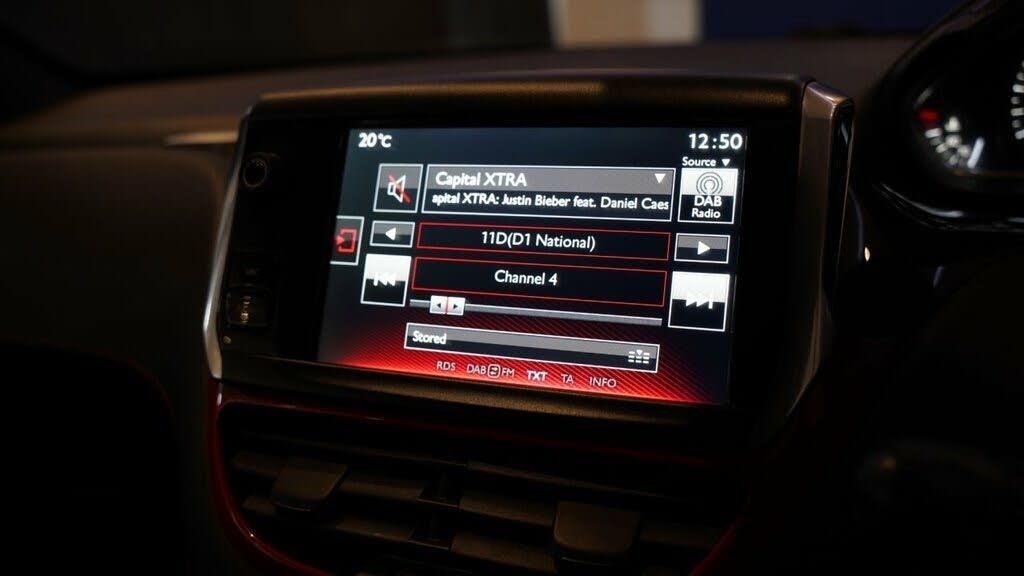 20°C
12:50
Source
Capital XTRA
apital XTRA: Justin Bieber feat. Daniel Caes
DAB
Radio
11D(D1 National)
Channel 4
Stored
RDS DAB FM TXT TA INFO